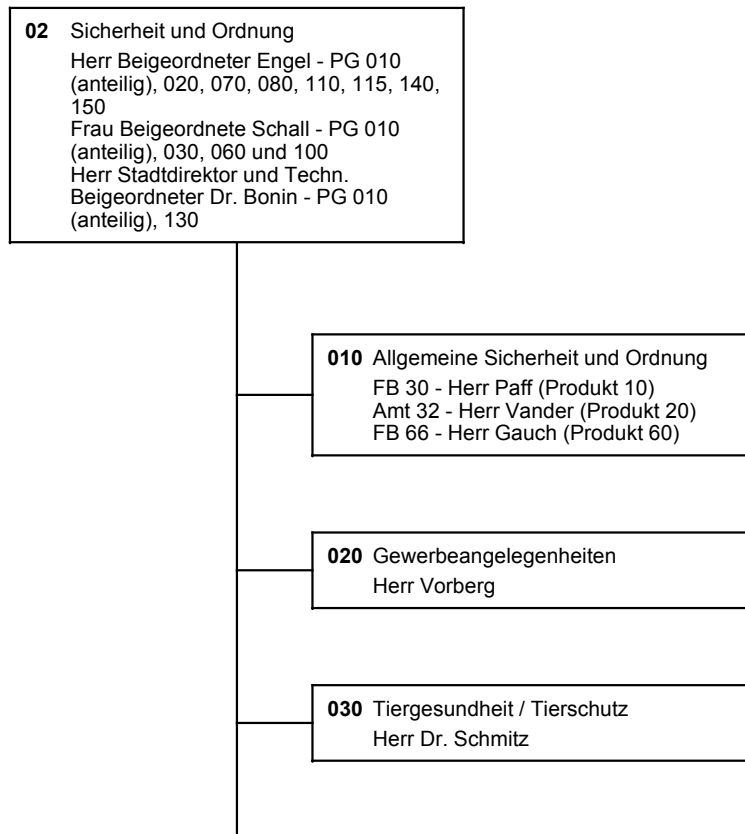 02 Sicherheit und Ordnung
Herr Beigeordneter Engel - PG 010
(anteilig), 020, 070, 080, 110, 115, 140,
150
Frau Beigeordnete Schall - PG 010
(anteilig), 030, 060 und 100
Herr Stadtdirektor und Techn.
Beigeordneter Dr. Bonin - PG 010
(anteilig), 130
010 Allgemeine Sicherheit und Ordnung
FB 30 - Herr Paff (Produkt 10)
Amt 32 - Herr Vander (Produkt 20)
FB 66 - Herr Gauch (Produkt 60)
020 Gewerbeangelegenheiten
Herr Vorberg
030 Tiergesundheit / Tierschutz
Herr Dr. Schmitz